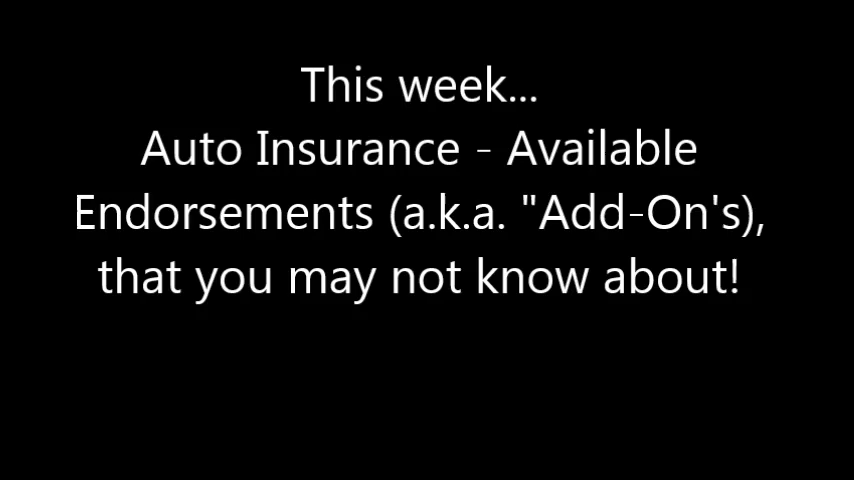 This week...
Auto Insurance - Available
Endorsements (a.k.a. "Add-On's),
that you may not know about!